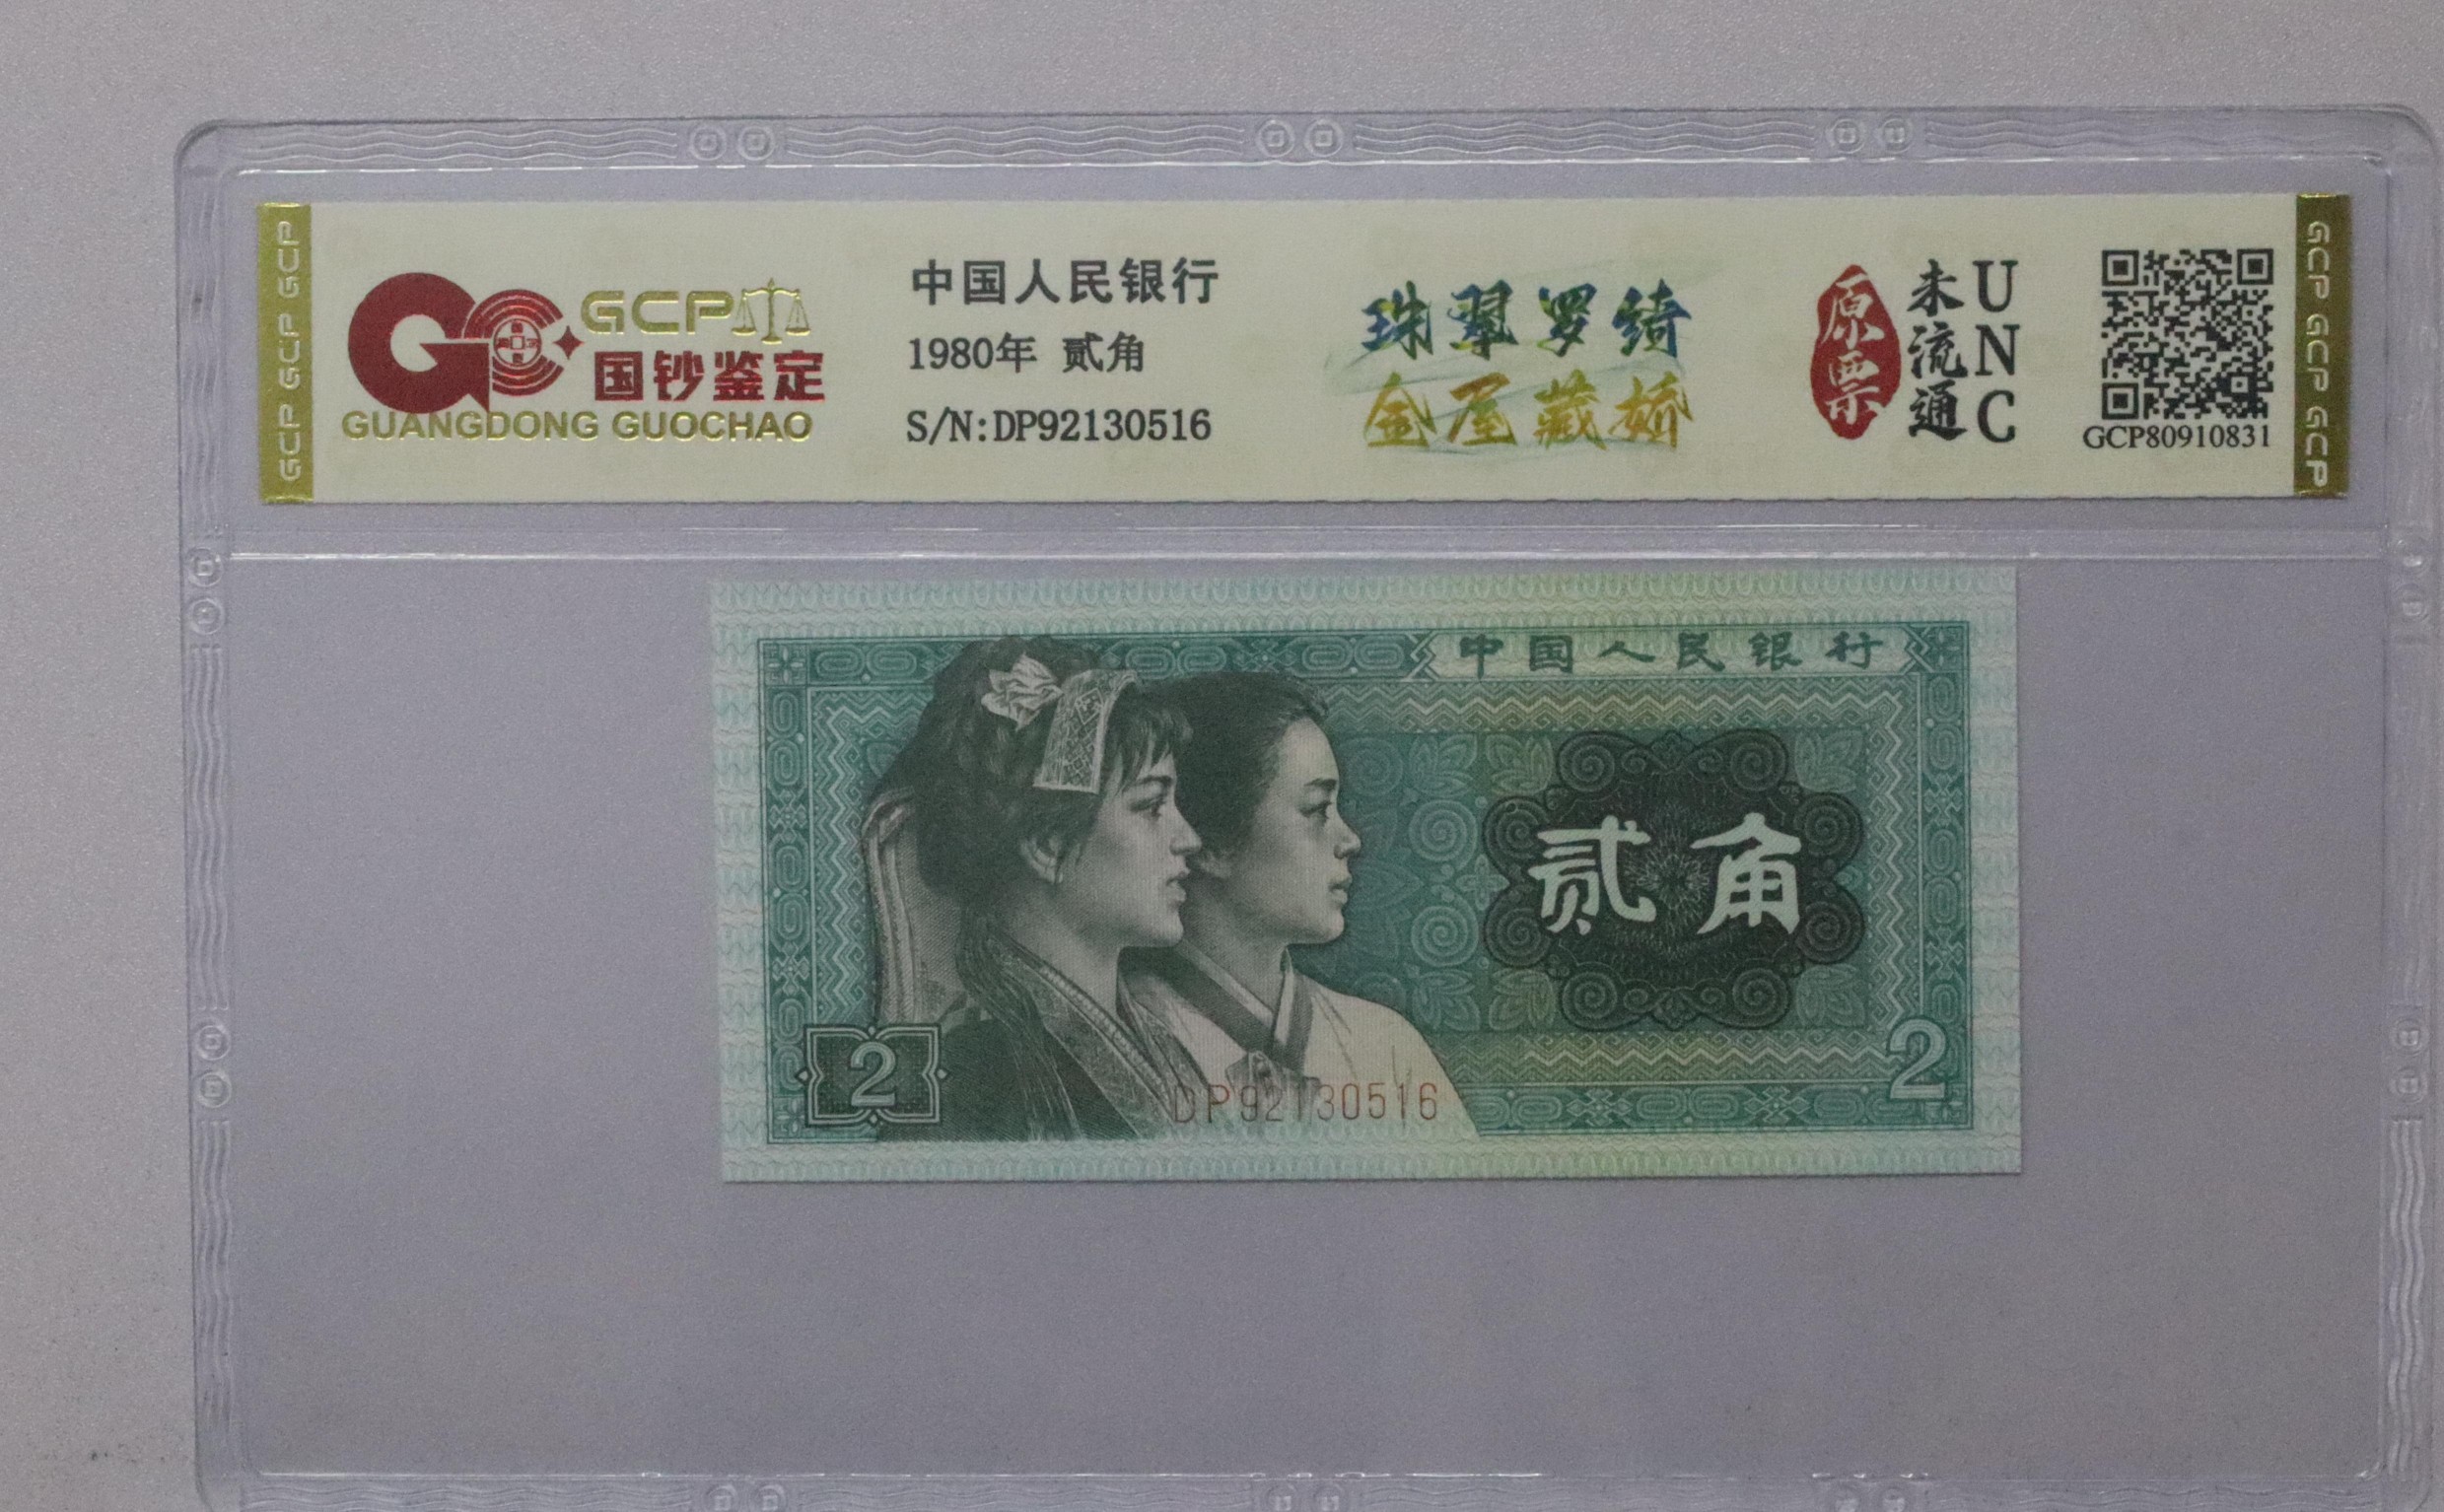 GCP GCP GCP
GCP
国钞鉴定
GUANGDONG GUOCHAO
中国人民银行
1980年 贰角
S/N:DP92130516
珠翠罗绮
金屋藏娇
原票
未流通
UNC
GCP80910831
GCP GCP GCP
中国人民银行
贰角
2
2
DP92130516